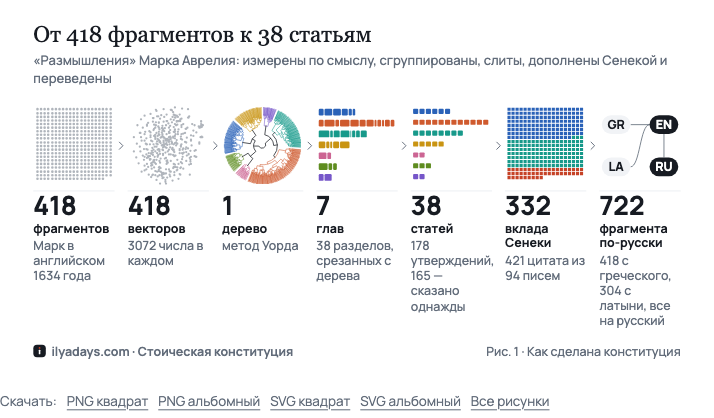 От 418 фрагментов к 38 статьям
«Размышления» Марка Аврелия: измерены по смыслу, сгруппированы, слиты, дополнены Сенекой и
переведены
GR
EN
LA
RU
418
фрагментов
Марк в
английском
1634 года
418
векторов
3072 числа в
каждом
1
дерево
метод Уорда
7
глав
38 разделов,
срезанных с
дерева
38
статей
178
утверждений,
165 —
сказано
однажды
332
вклада
Сенеки
421 цитата из
94 писем
722
фрагмента
по-русски
418 с
греческого,
304 с
латыни, все
на русский
i ilyadays.com · Стоическая конституция
Рис. 1 · Как сделана конституция
Скачать: PNG квадрат PNG альбомный SVG квадрат SVG альбомный Все рисунки